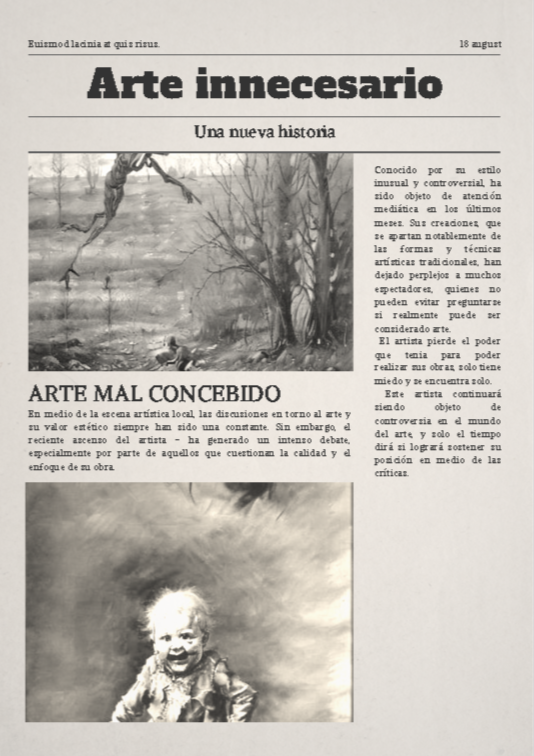 Euismod lacinia at quis risus.
18 august
Arte innecesario
Una nueva historia
ARTE MAL CONCEBIDO
En medio de la escena artística local, las discusiones en torno al arte y
su valor estético siempre han sido una constante. Sin embargo, el
reciente ascenso del artista - ha generado un intenso debate,
especialmente por parte de aquellos que cuestionan la calidad y el
enfoque de su obra.
Conocido por su estilo
inusual y controverzial, ha
sido objeto de atención
mediática en los últimos
meses. Sus creaciones, que
se apartan notablemente de
las formas y técnicas
artísticas tradicionales, han
dejado perplejos a muchos
espectadores, quienes no
pueden evitar preguntarse
si realmente puede ser
considerado arte.
El artista pierde el poder
que tenia para poder
realizar sus obras, solo tiene
miedo y se encuentra solo.
Este artista continuará
siendo objeto de
controversia en el mundo
del arte, y solo el tiempo
dirá si logrará sostener su
posición en medio de las
críticas.